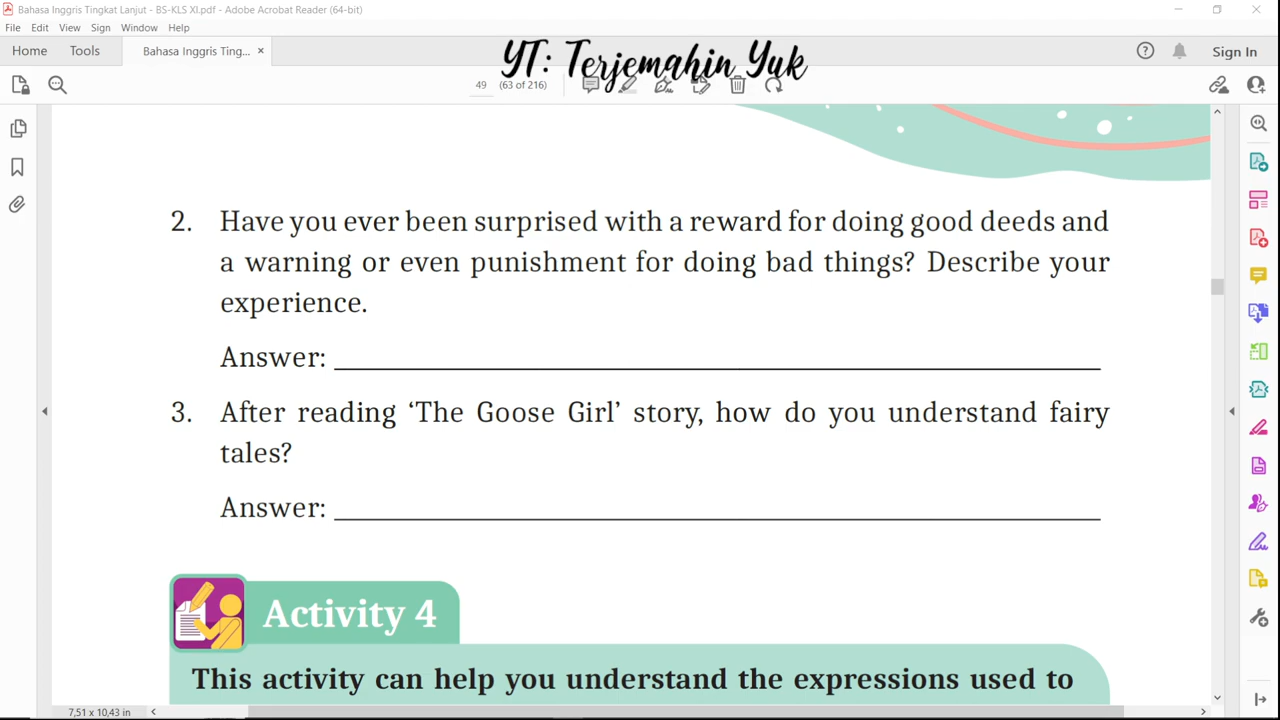 Bahasa Inggris Tingkat Lanjut - BS-KLS XI.pdf - Adobe Acrobat Reader (64-bit)
File Edit View Sign Window Help
Home Tools Bahasa Inggris Ting... ×
YT: Terjemahin Yuk
Sign In
49 (63 of 216)
2. Have you ever been surprised with a reward for doing good deeds and
a warning or even punishment for doing bad things? Describe your
experience.
Answer:
3. After reading ‘The Goose Girl’ story, how do you understand fairy
tales?
Answer:
Activity 4
This activity can help you understand the expressions used to
7,51 x 10,43 in